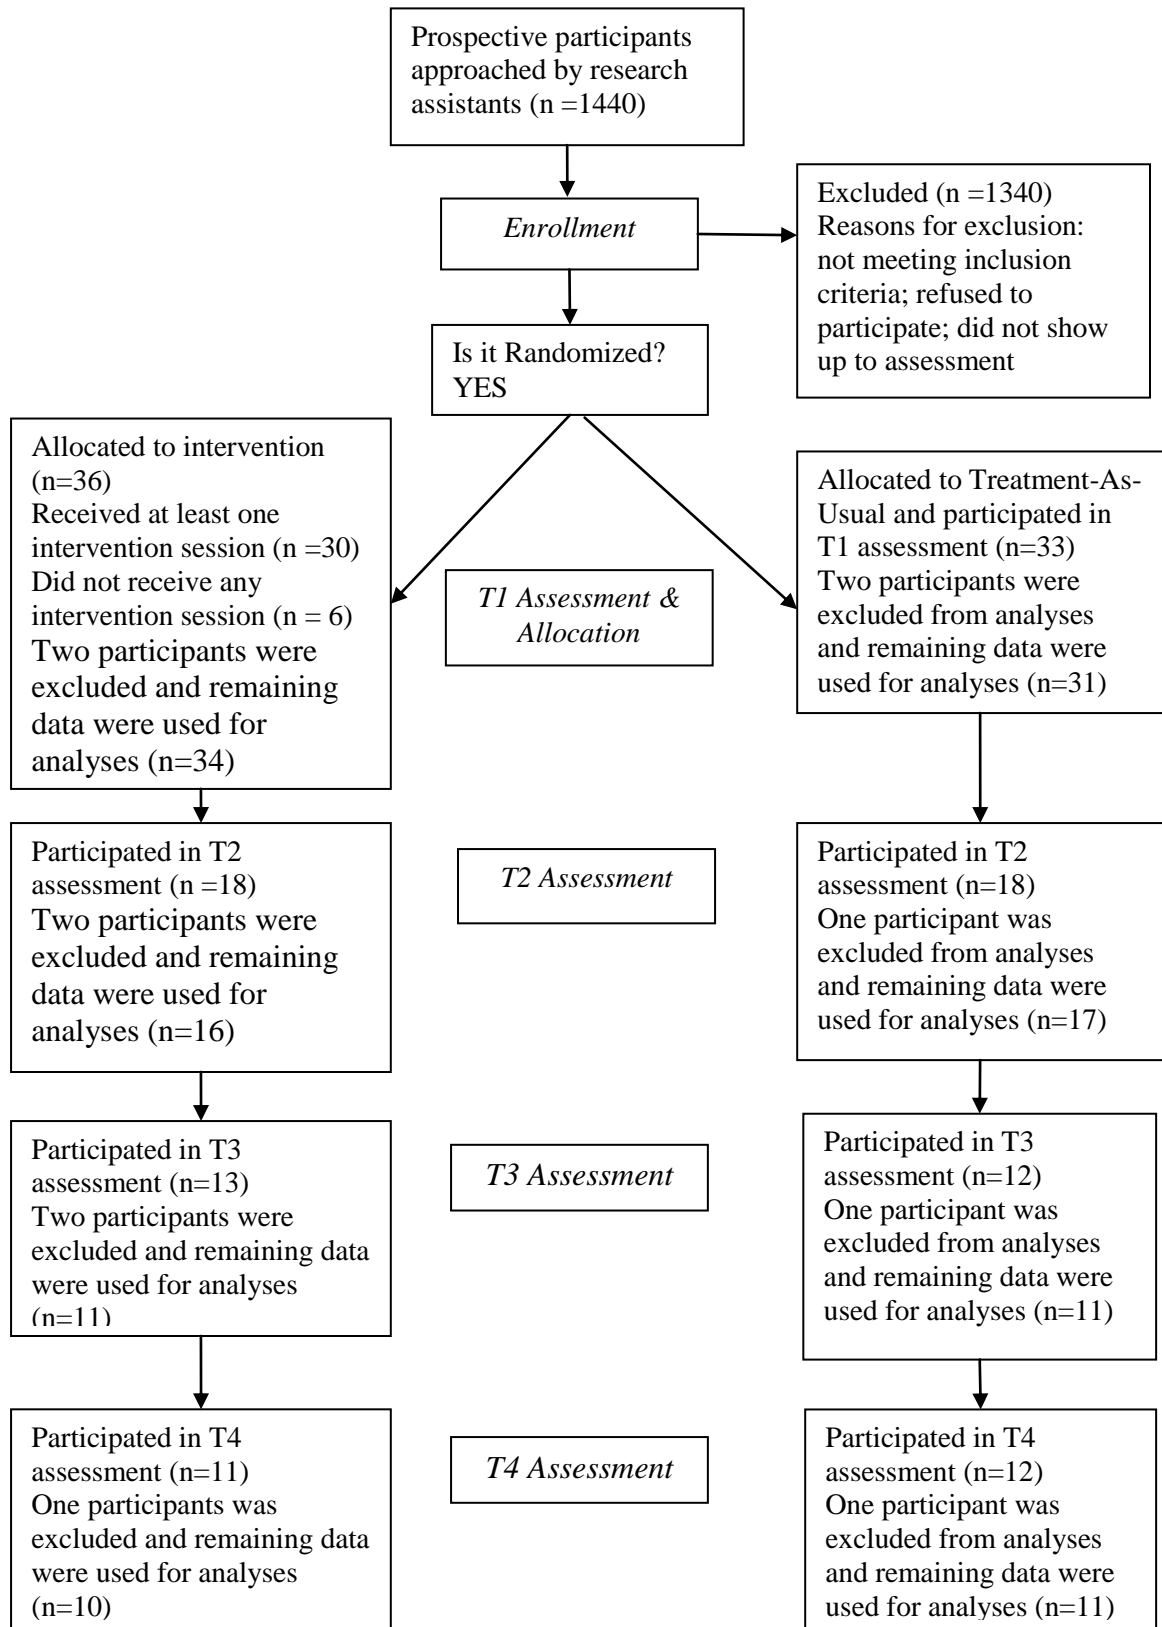 Prospective participants
approached by research
assistants (n =1440)
Enrollment
Excluded (n =1340)
Reasons for exclusion:
not meeting inclusion
criteria; refused to
participate; did not show
up to assessment
Is it Randomized?
YES
Allocated to intervention
(n=36)
Received at least one
intervention session (n =30)
Did not receive any
intervention session (n = 6)
Two participants were
excluded and remaining
data were used for
analyses (n=34)
T1 Assessment &
Allocation
Allocated to Treatment-As-
Usual and participated in
T1 assessment (n=33)
Two participants were
excluded from analyses
and remaining data were
used for analyses (n=31)
Participated in T2
assessment (n =18)
Two participants were
excluded and remaining
data were used for
analyses (n=16)
T2 Assessment
Participated in T2
assessment (n=18)
One participant was
excluded from analyses
and remaining data were
used for analyses (n=17)
Participated in T3
assessment (n=13)
Two participants were
excluded and remaining data
were used for analyses
(n=11)
T3 Assessment
Participated in T3
assessment (n=12)
One participant was
excluded from analyses
and remaining data were
used for analyses (n=11)
Participated in T4
assessment (n=11)
One participants was
excluded and remaining data
were used for analyses
(n=10)
T4 Assessment
Participated in T4
assessment (n=12)
One participant was
excluded from analyses
and remaining data were
used for analyses (n=11)